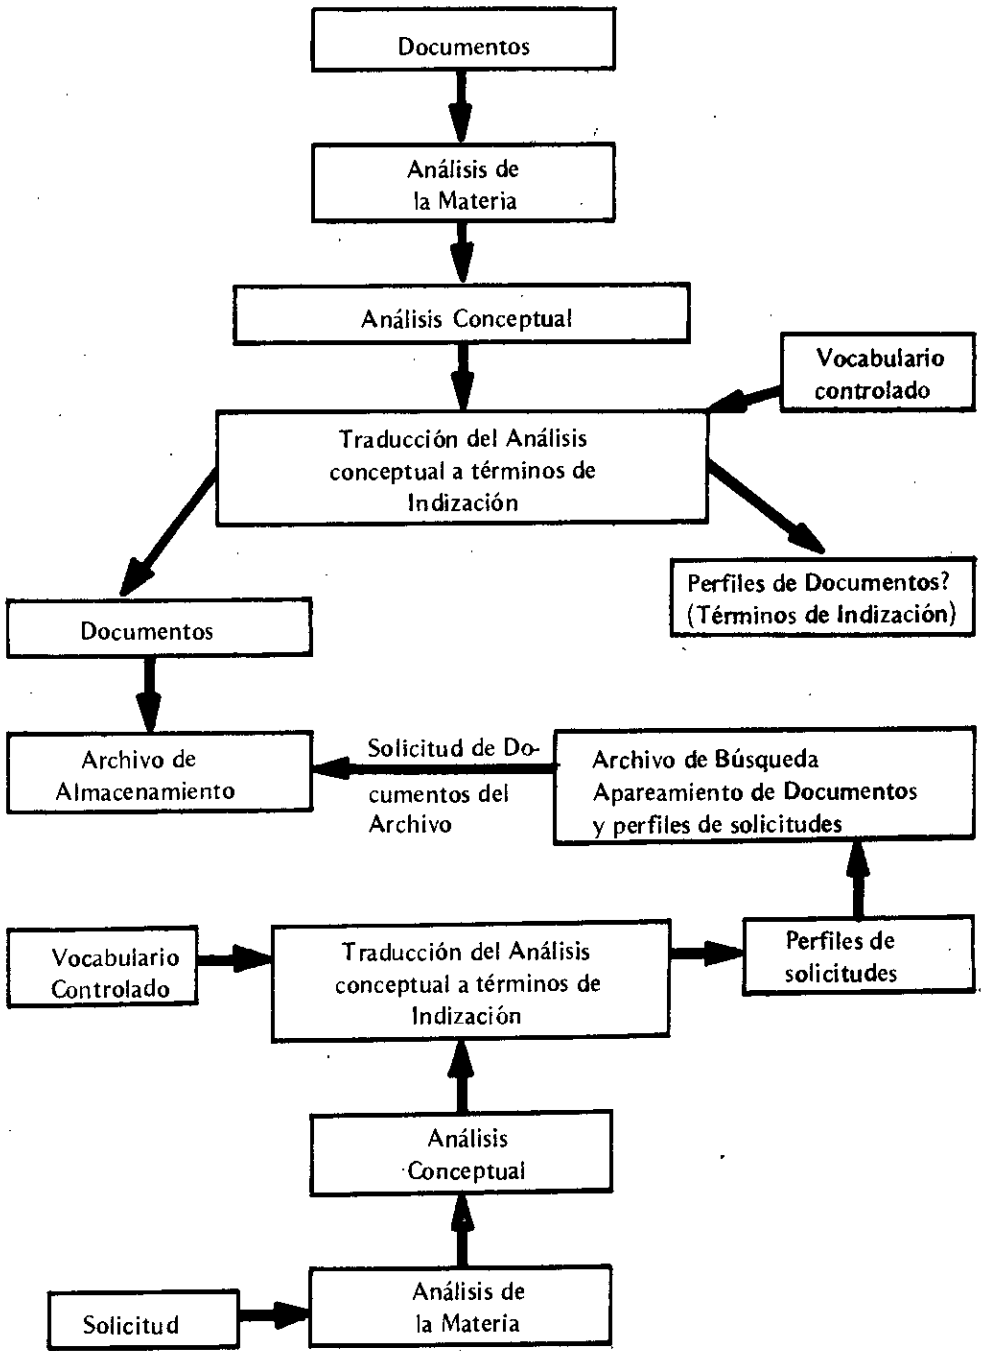 Documentos
Análisis de
la Materia
Análisis Conceptual
Vocabulario
controlado
Traducción del Análisis
conceptual a términos de
Indización
Perfiles de Documentos?
(Términos de Indización)
Documentos
Archivo de
Almacenamiento
Solicitud de Do-
cumentos del
Archivo
Archivo de Búsqueda
Apareamiento de Documentos
y perfiles de solicitudes
Vocabulario
Controlado
Traducción del Análisis
conceptual a términos de
Indización
Perfiles de
solicitudes
Análisis
Conceptual
Análisis de
la Materia
Solicitud